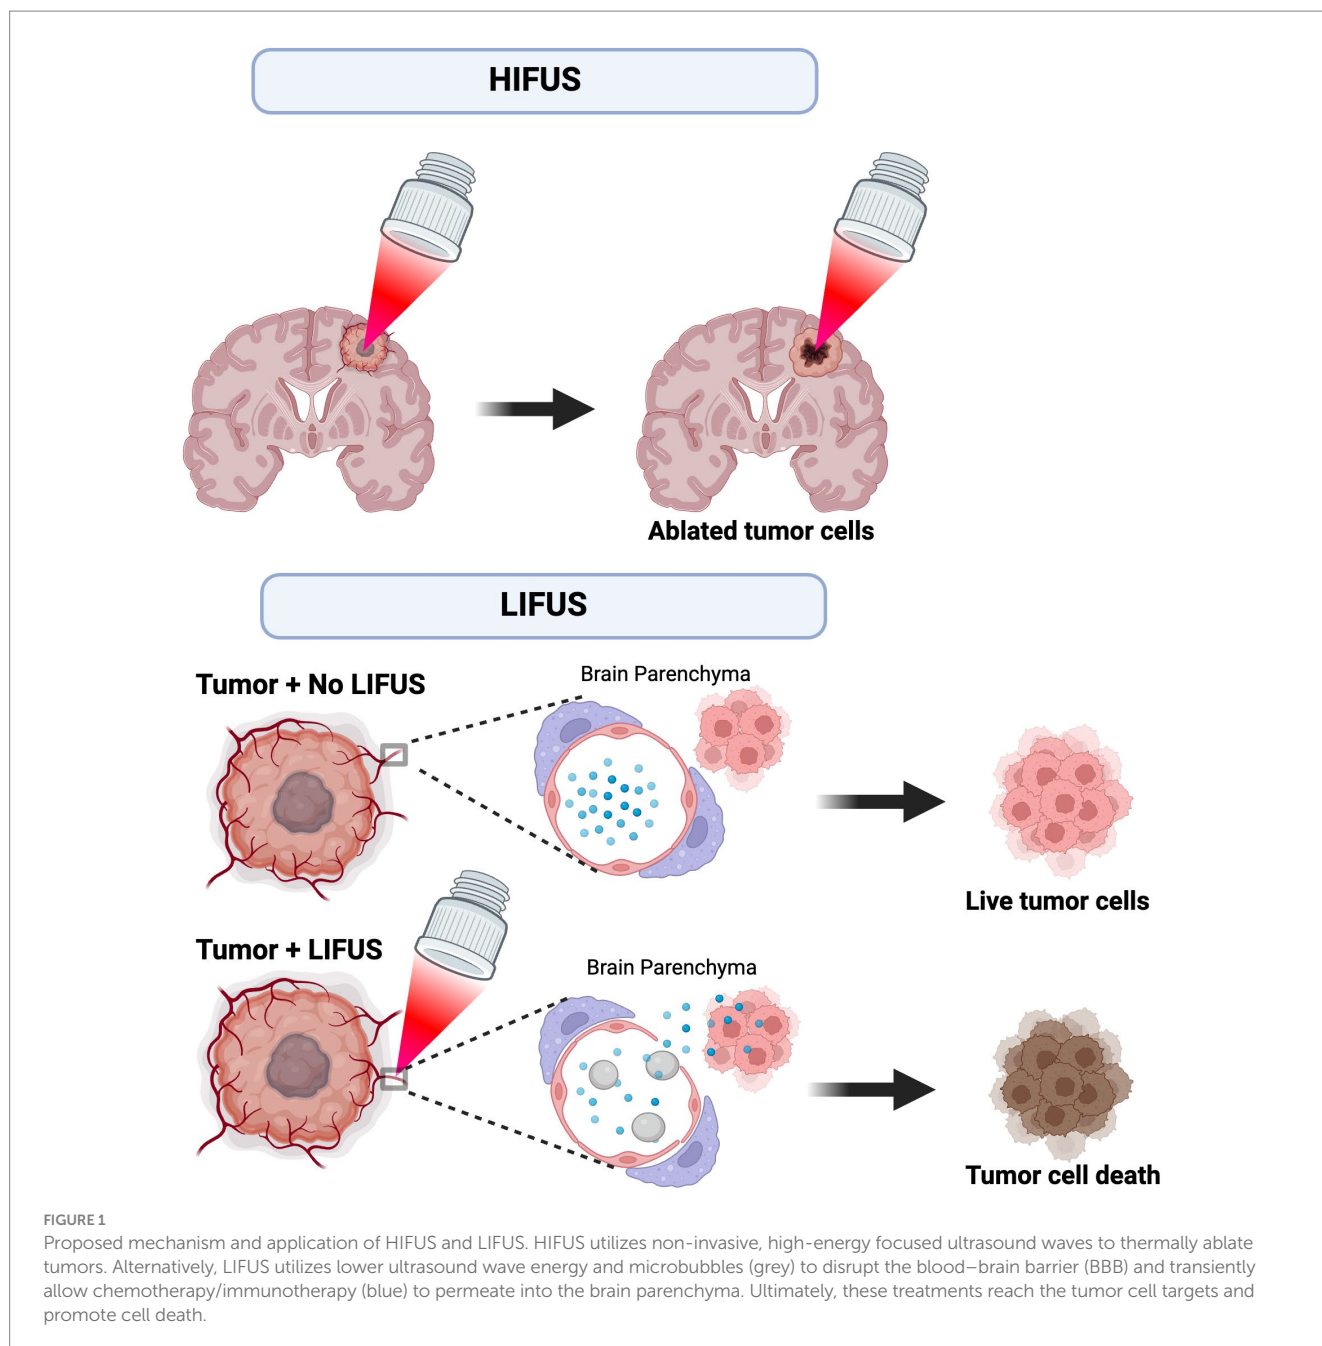 HIFUS
Ablated tumor cells
LIFUS
Tumor + No LIFUS
Brain Parenchyma
Live tumor cells
Tumor + LIFUS
Brain Parenchyma
Tumor cell death
FIGURE 1
Proposed mechanism and application of HIFUS and LIFUS. HIFUS utilizes non-invasive, high-energy focused ultrasound waves to thermally ablate
tumors. Alternatively, LIFUS utilizes lower ultrasound wave energy and microbubbles (grey) to disrupt the blood–brain barrier (BBB) and transiently
allow chemotherapy/immunotherapy (blue) to permeate into the brain parenchyma. Ultimately, these treatments reach the tumor cell targets and
promote cell death.